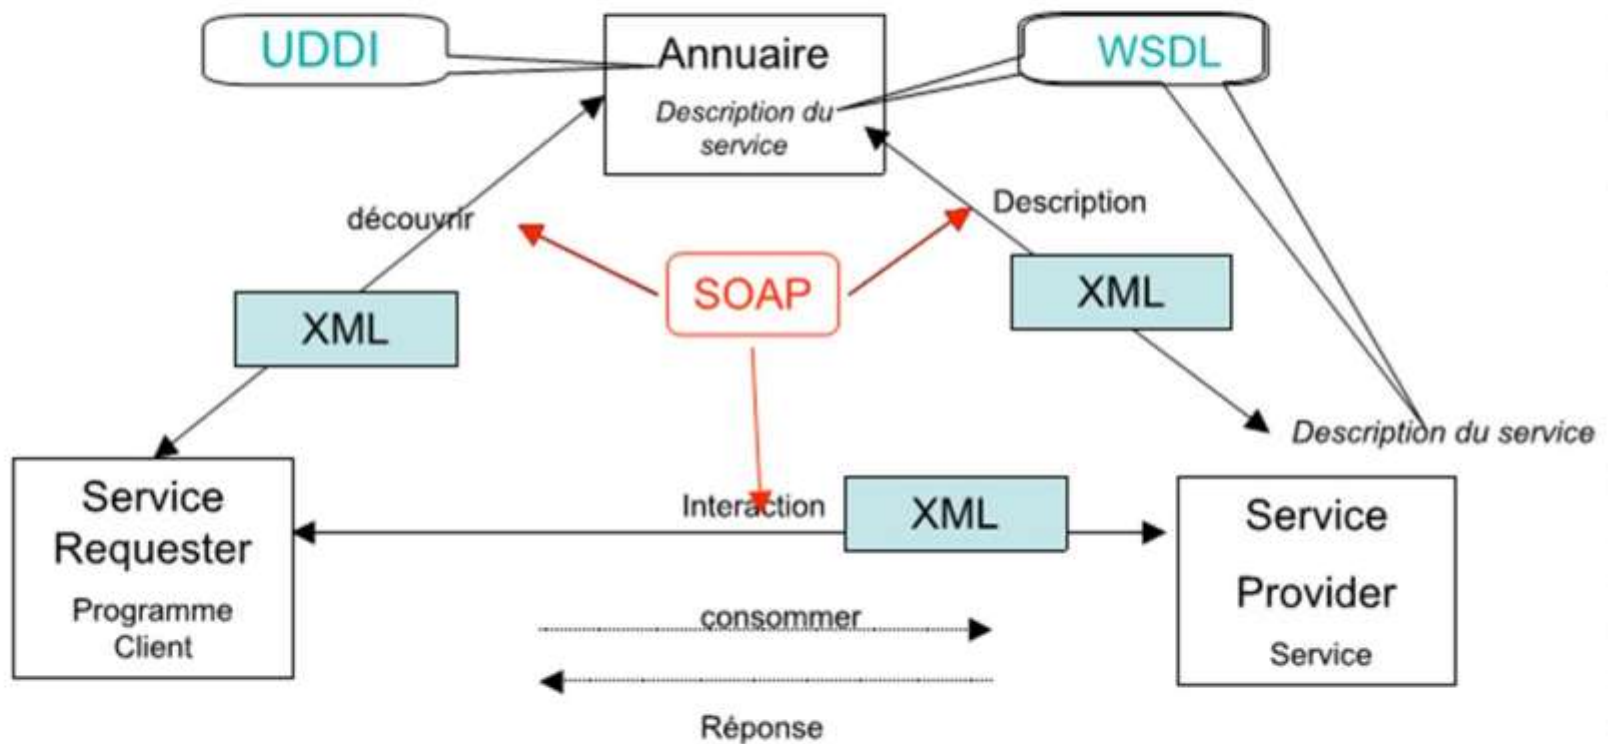 UDDI
Annuaire
WSDL
Description du
service
découvrir
Description
SOAP
XML
XML
Description du service
Service
Requester
Programme
Client
Interaction
XML
Service
Provider
Service
consommer
Réponse